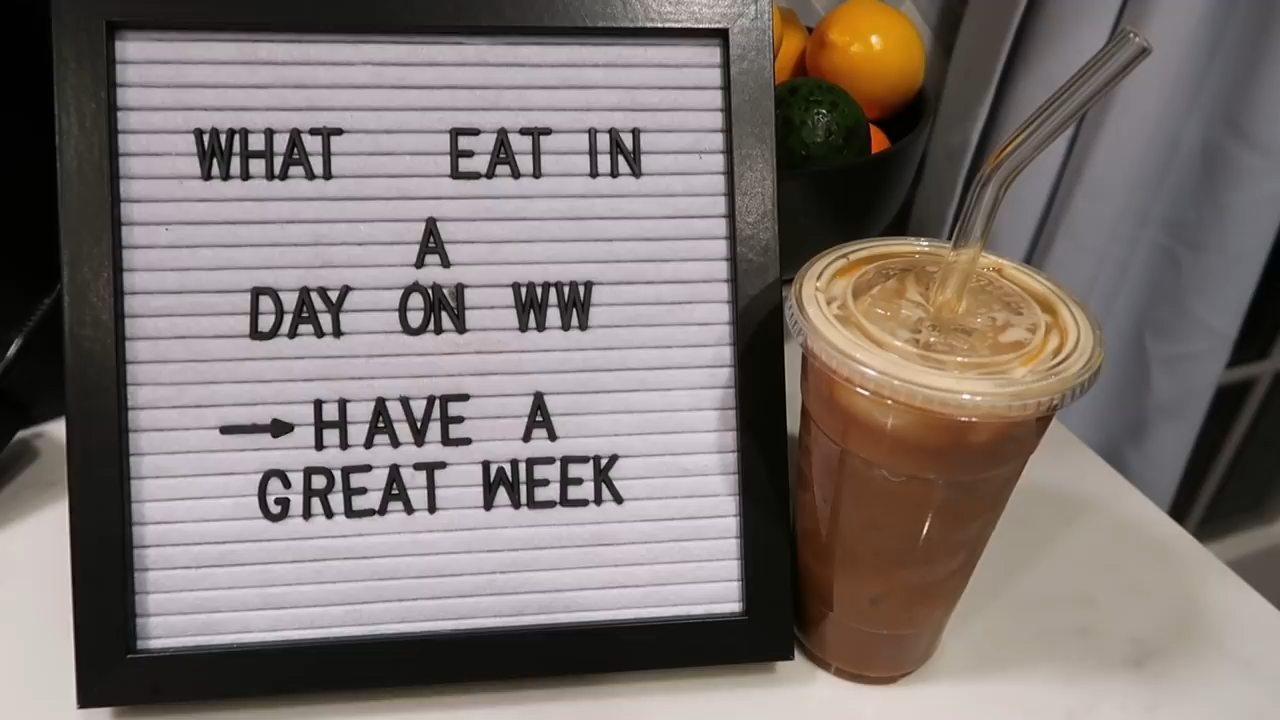 WHAT EAT IN
A
DAY ON WW
→ HAVE A
GREAT WEEK